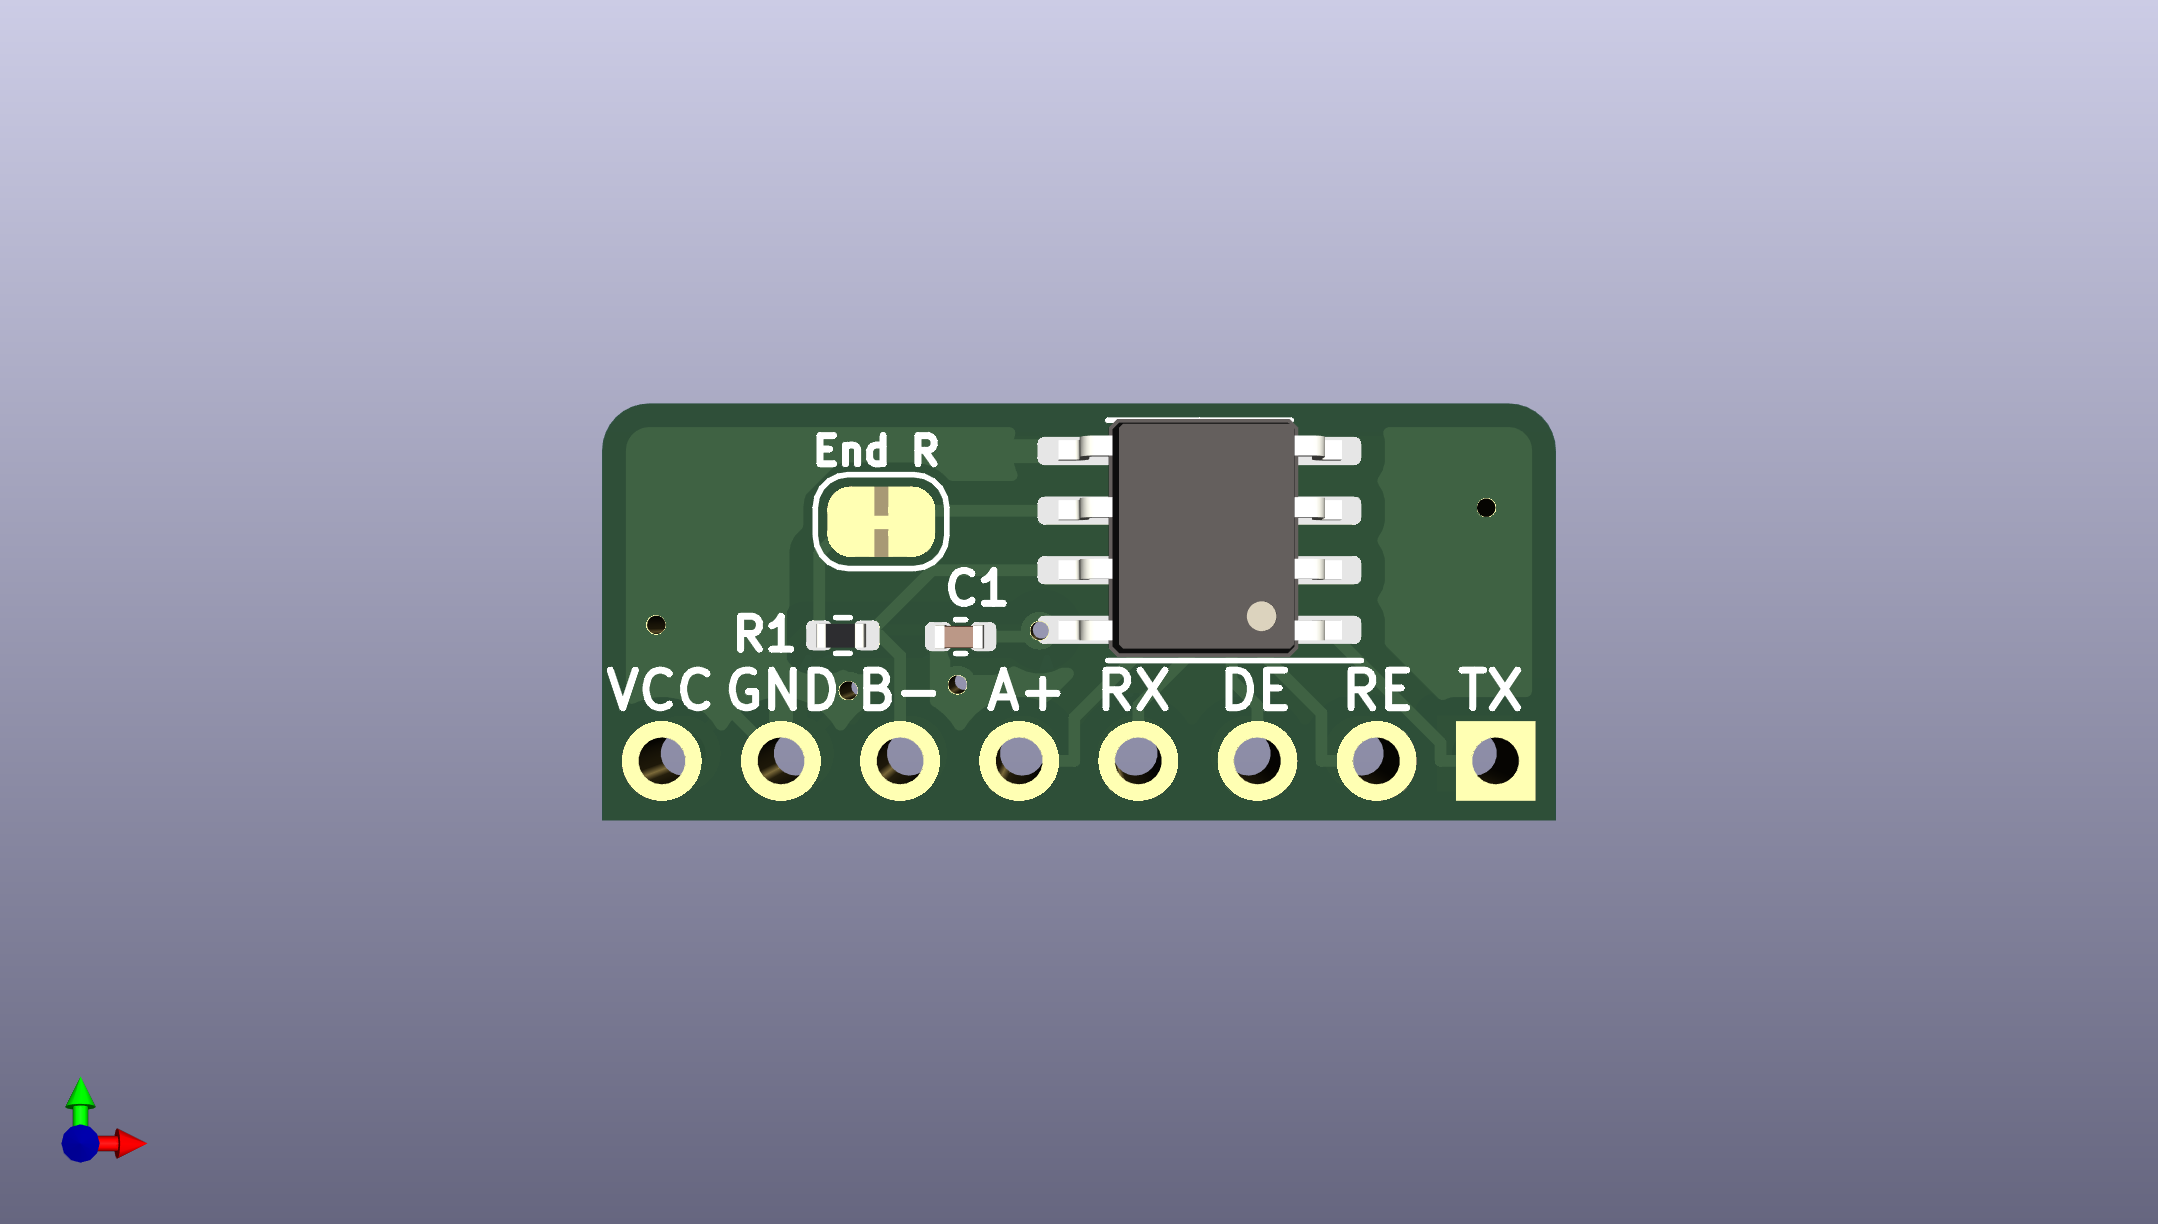 End R
C1
R1
VCC GND B- A+ RX DE RE TX